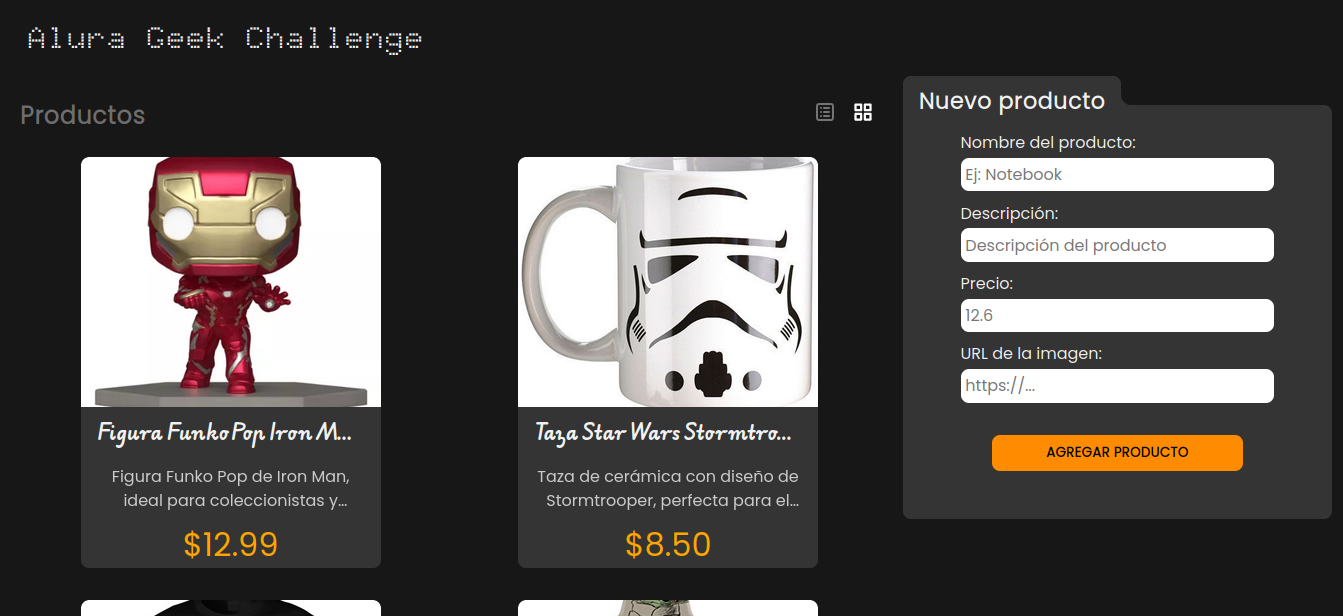 Alura Geek Challenge
Productos
Figura Funko Pop Iron M...
Figura Funko Pop de Iron Man,
ideal para coleccionistas y...
$12.99
Taza Star Wars Stormtro...
Taza de cerámica con diseño de
Stormtrooper, perfecta para el...
$8.50
Nuevo producto
Nombre del producto:
Ej: Notebook
Descripción:
Descripción del producto
Precio:
12.6
URL de la imagen:
https://...
AGREGAR PRODUCTO